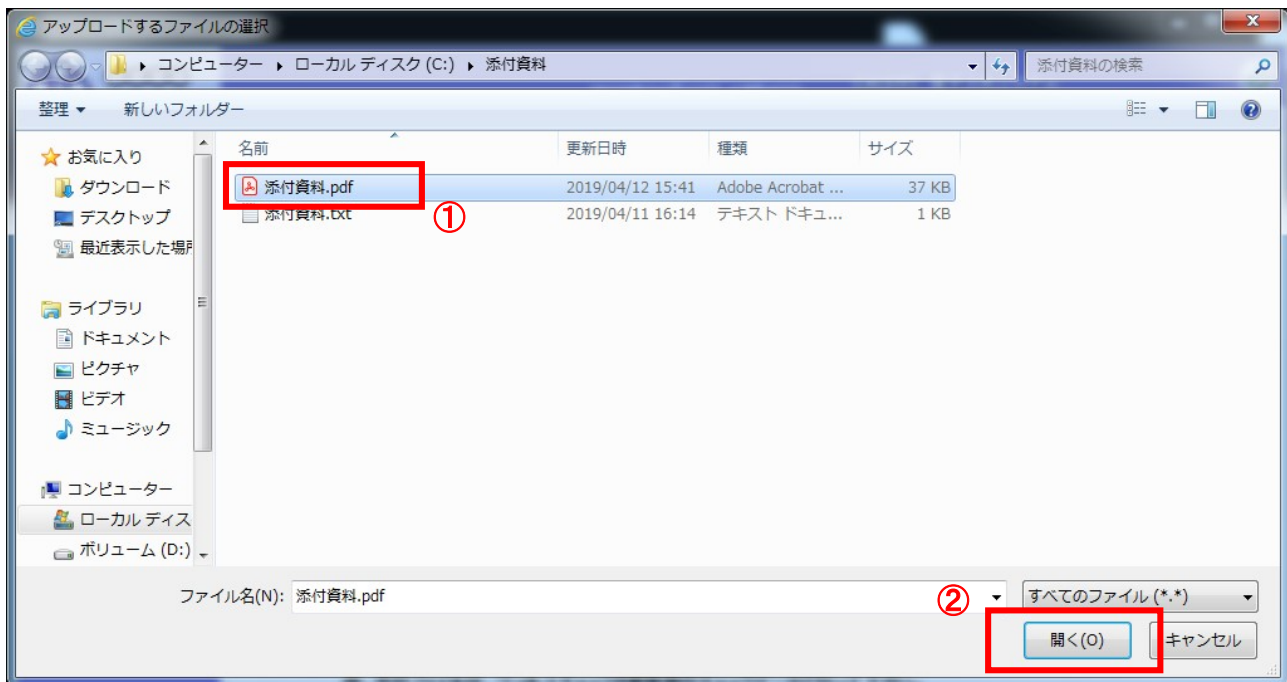 アップロードするファイルの選択
コンピューター ▸ ローカル ディスク (C:) ▸ 添付資料
添付資料の検索
整理 新しいフォルダー
お気に入り
ダウンロード
デスクトップ
最近表示した場所
ライブラリ
ドキュメント
ピクチャ
ビデオ
ミュージック
コンピューター
ローカル ディス
ボリューム (D:)
名前 更新日時 種類 サイズ
添付資料.pdf 2019/04/12 15:41 Adobe Acrobat ... 37 KB
添付資料.txt 2019/04/11 16:14 テキスト ドキュ... 1 KB
①
ファイル名(N): 添付資料.pdf
② すべてのファイル (*.*)
開く(O) キャンセル